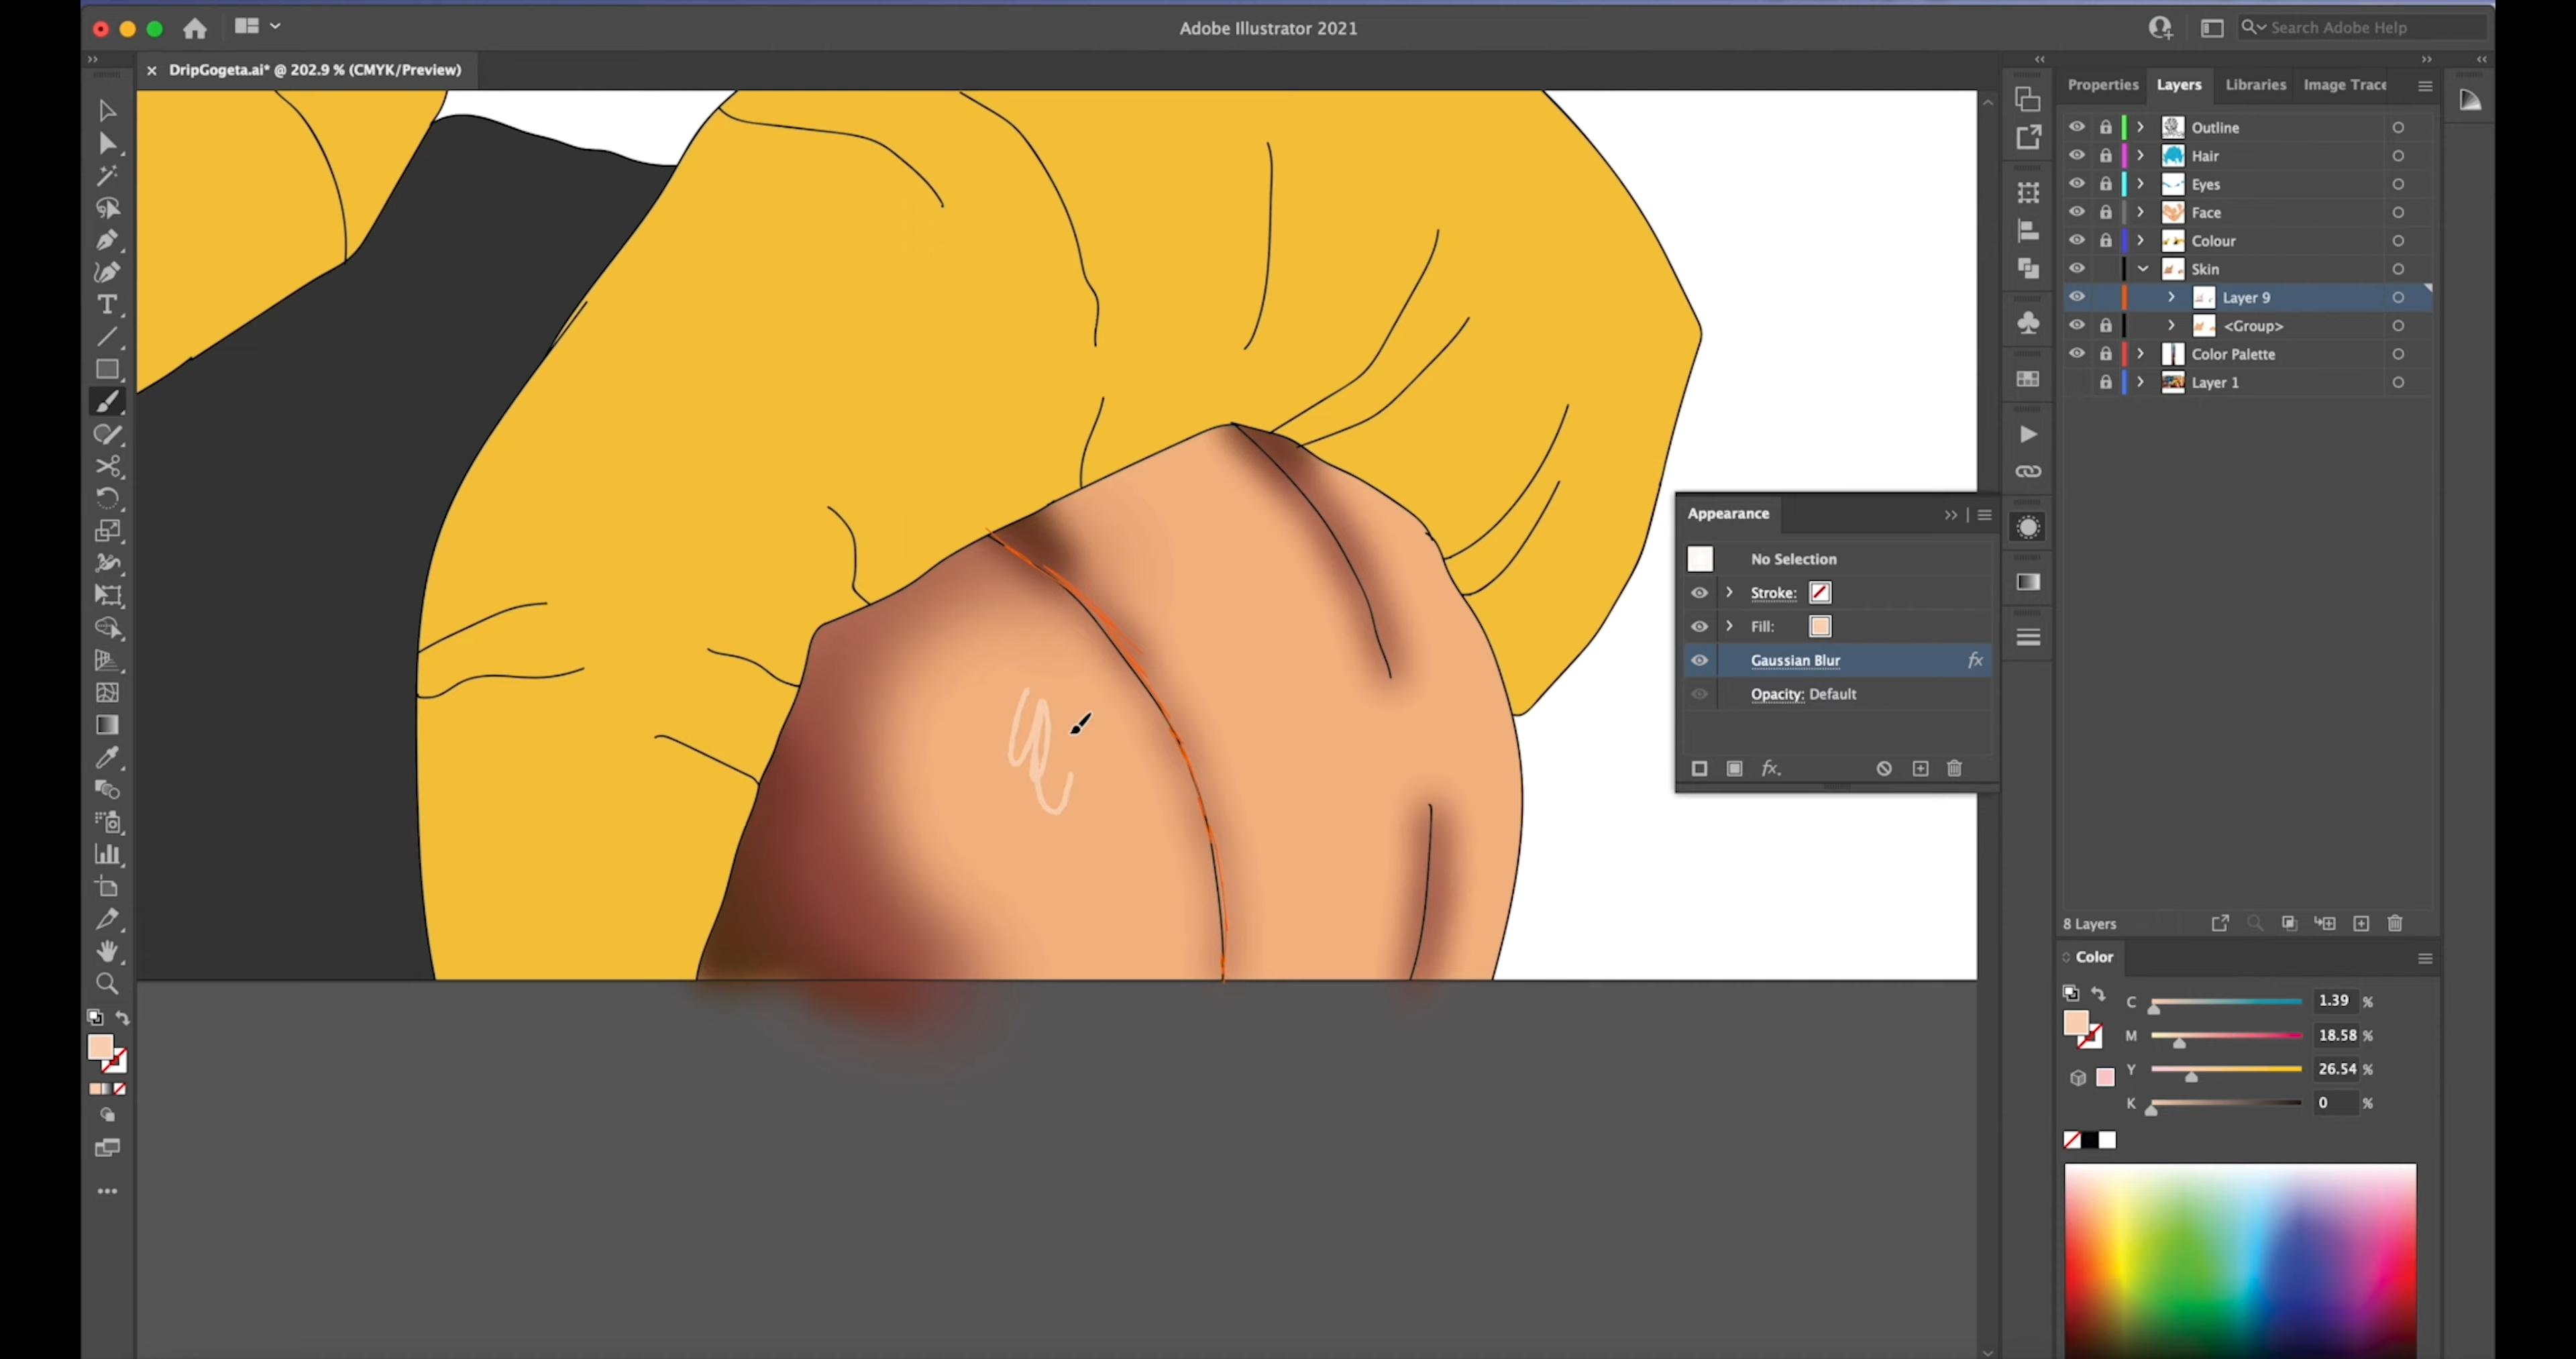 Adobe Illustrator 2021
Search Adobe Help
DripGogeta.ai* @ 202.9 % (CMYK/Preview)
Properties Layers Libraries Image Trace
Outline
Hair
Eyes
Face
Colour
Skin
Layer 9
<Group>
Color Palette
Layer 1
Appearance
No Selection
Stroke:
Fill:
Gaussian Blur fx
Opacity: Default
fx.
8 Layers
Color
C 1.39 %
M 18.58 %
Y 26.54 %
K 0 %